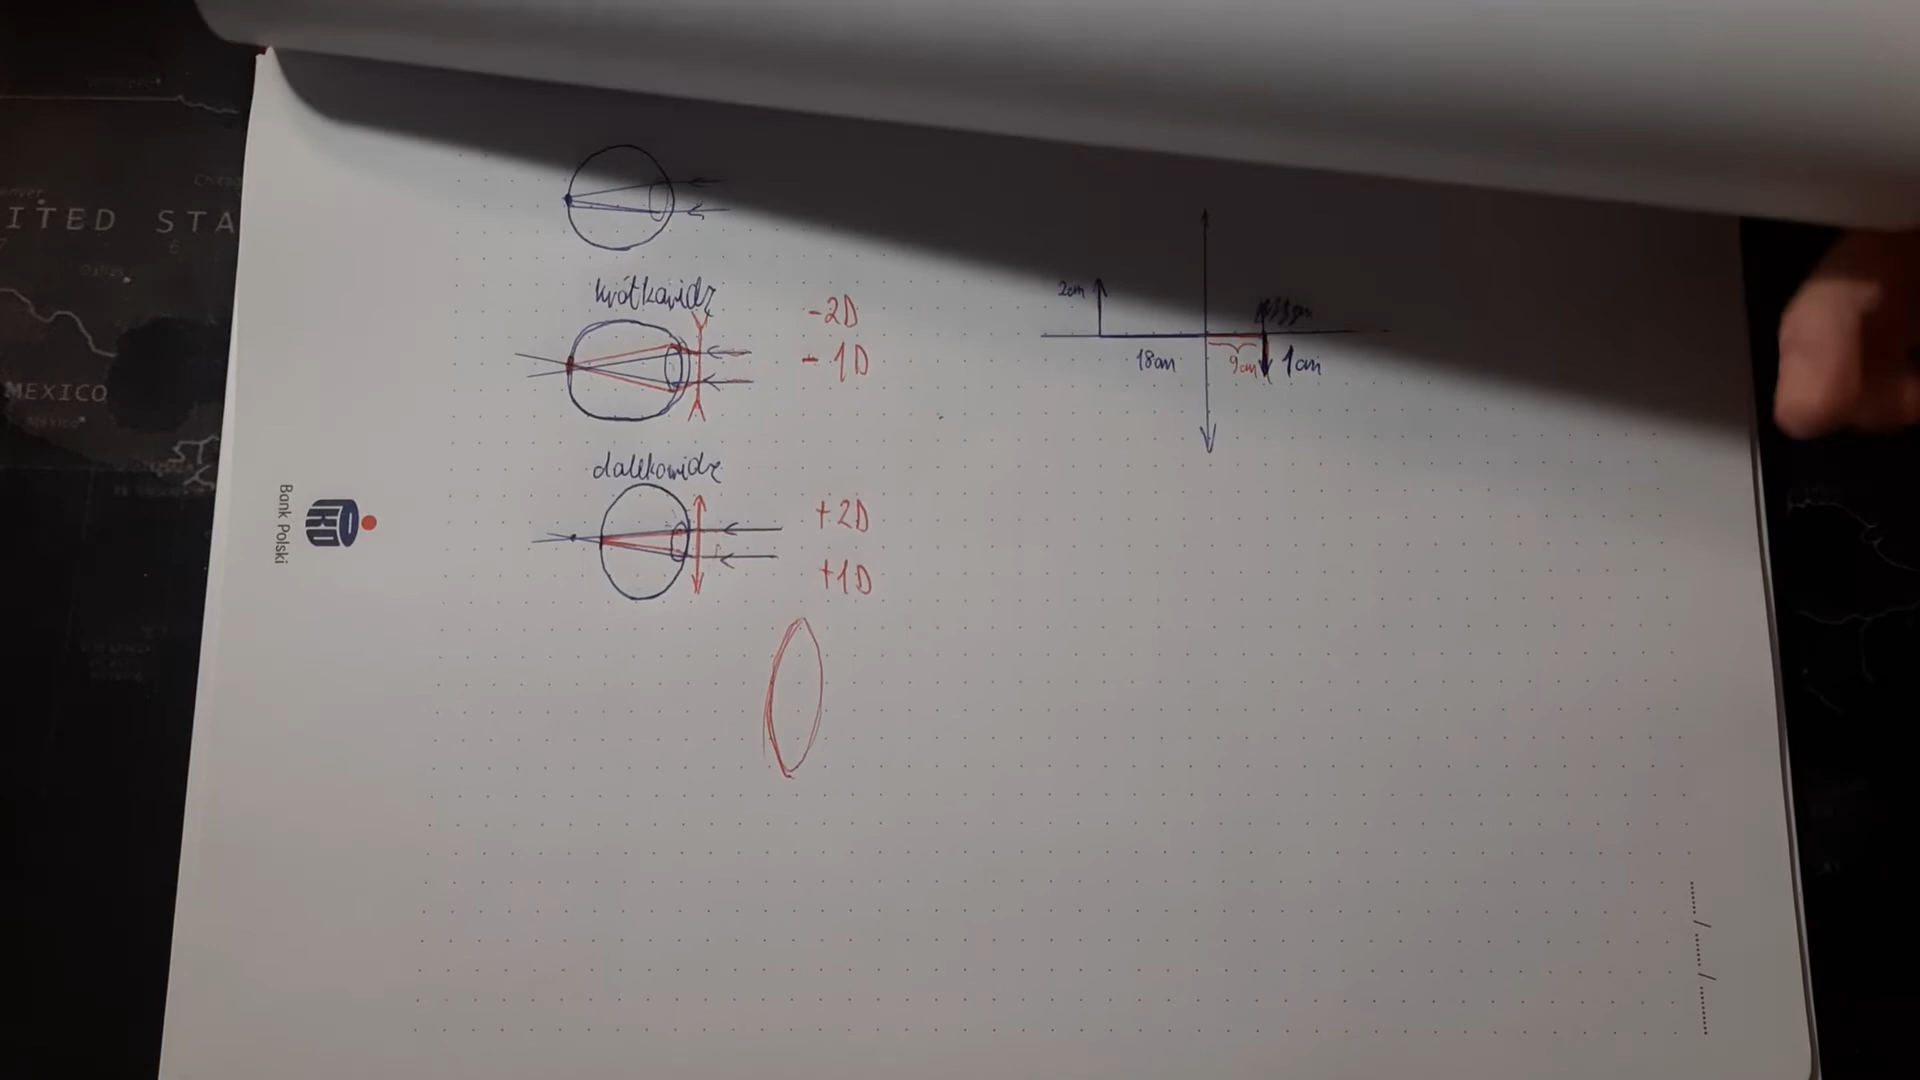 krótkowidz
-2D
-1D
dalekowidz
+2D
+1D
2cm
18cm
9cm
1cm
Bank Polski
ITED STA
MEXICO